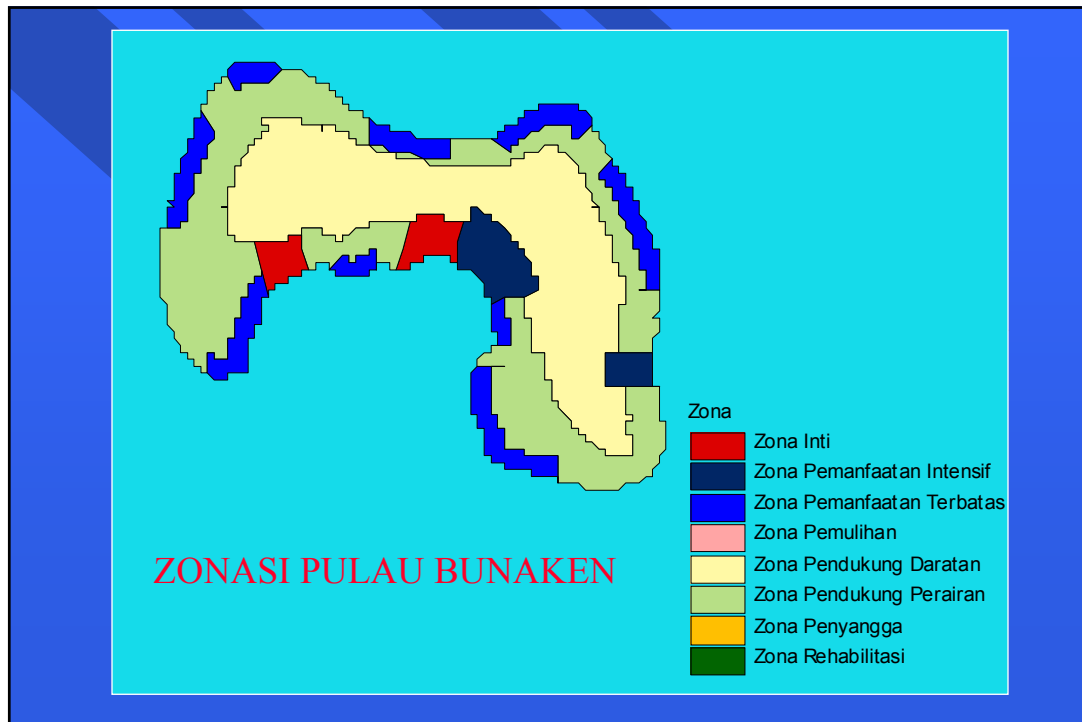 Zona
Zona Inti
Zona Pemanfaatan Intensif
Zona Pemanfaatan Terbatas
Zona Pemulihan
Zona Pendukung Daratan
Zona Pendukung Perairan
Zona Penyangga
Zona Rehabilitasi
ZONASI PULAU BUNAKEN